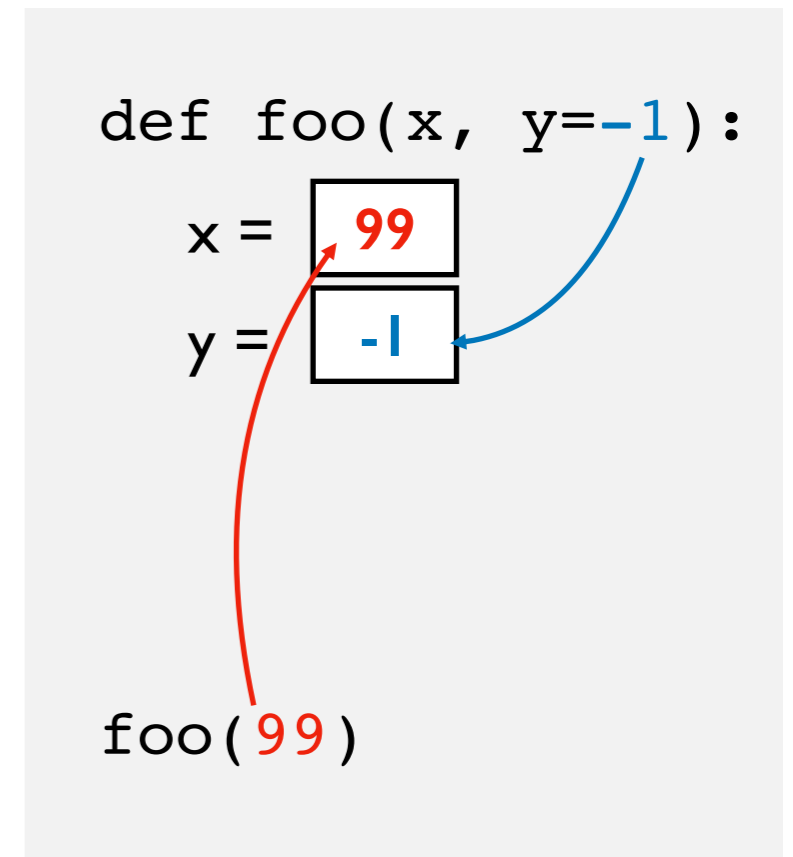 def foo(x, y=-1):
x = 99
y = -1
foo(99)